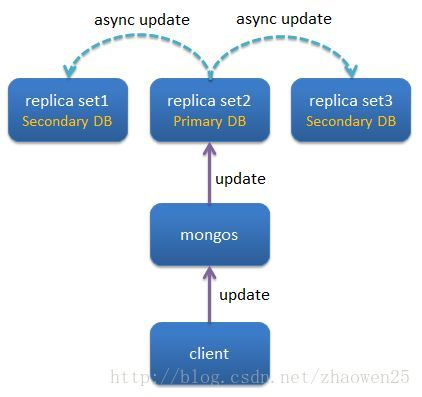 async update
async update
replica set1
Secondary DB
replica set2
Primary DB
replica set3
Secondary DB
update
mongos
update
client
http://blog.csdn.net/zhaowen25